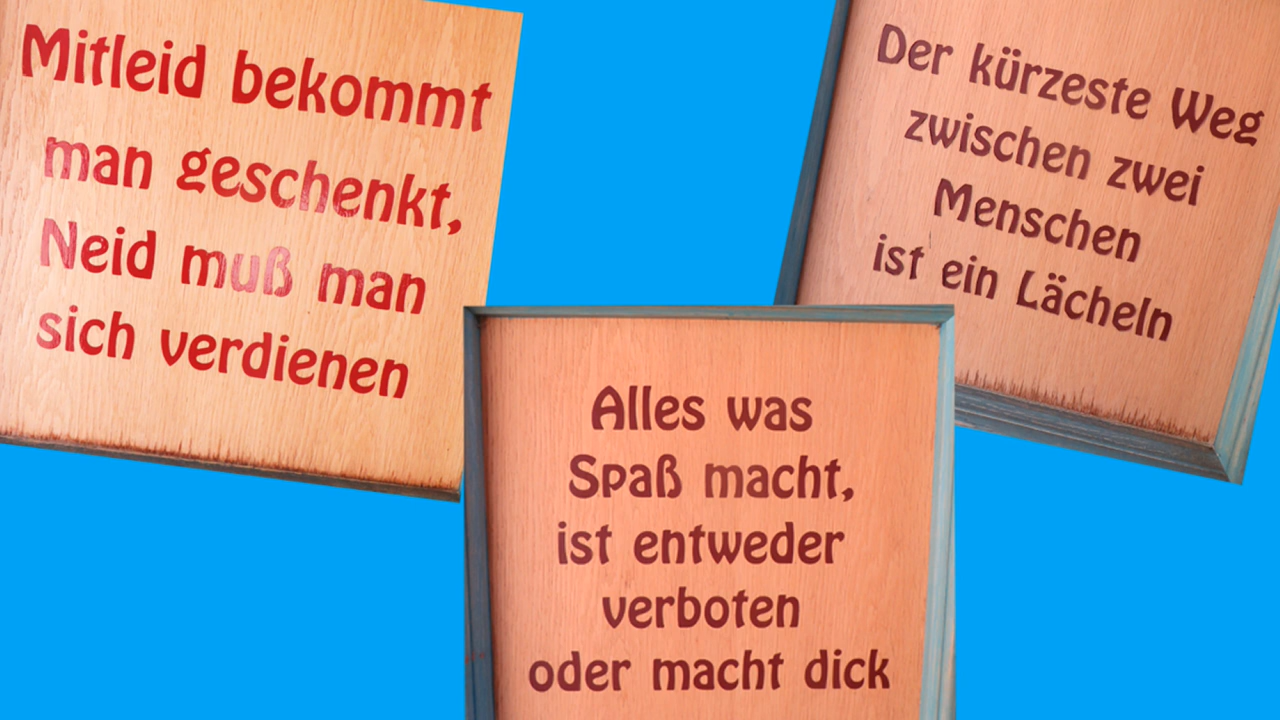 Mitleid bekommt
man geschenkt,
Neid muß man
sich verdienen
Der kürzeste Weg
zwischen zwei
Menschen
ist ein Lächeln
Alles was
Spaß macht,
ist entweder
verboten
oder macht dick